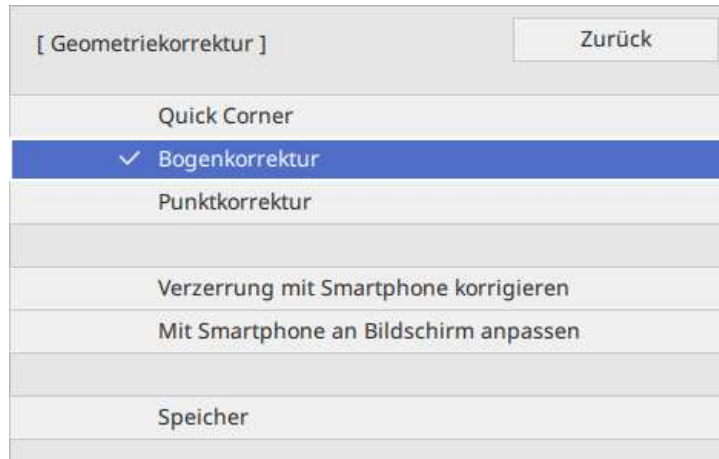 [ Geometriekorrektur ]
Zurück
Quick Corner
Bogenkorrektur
Punktkorrektur
Verzerrung mit Smartphone korrigieren
Mit Smartphone an Bildschirm anpassen
Speicher